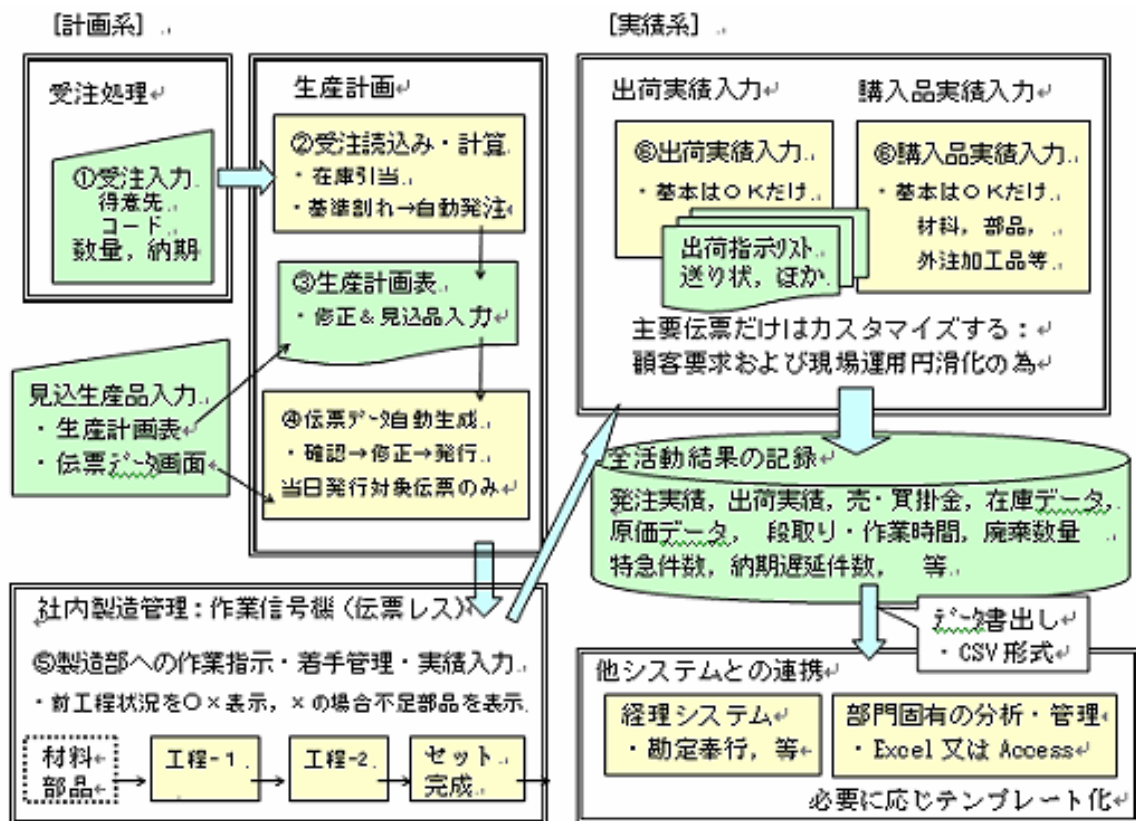 [計画系]
受注処理
①受注入力
得意先
コード
数量，納期
生産計画
②受注読込み・計算
・在庫引当
・基準割れ→自動発注
③生産計画表
・修正＆見込品入力
見込生産品入力
・生産計画表
・伝票データ画面
④伝票データ自動生成
・確認→修正→発行
当日発行対象伝票のみ
社内製造管理：作業信号機（伝票レス）
⑤製造部への作業指示・着手管理・実績入力
・前工程状況を○×表示，×の場合不足部品を表示
材料
部品
工程-1
工程-2
セット
完成
[実績系]
出荷実績入力
⑥出荷実績入力
・基本はＯＫだけ
出荷指示リスト
送り状，ほか
購入品実績入力
⑥購入品実績入力
・基本はＯＫだけ
材料，部品，
外注加工品等
主要伝票だけはカスタマイズする：
顧客要求および現場運用円滑化の為
全活動結果の記録
発注実績，出荷実績，売・買掛金，在庫データ，
原価データ，段取り・作業時間，廃棄数量
特急件数，納期遅延件数，　等
データ書出し
・CSV形式
他システムとの連携
経理システム
・勘定奉行，等
部門固有の分析・管理
・Excel又は Access
必要に応じテンプレート化